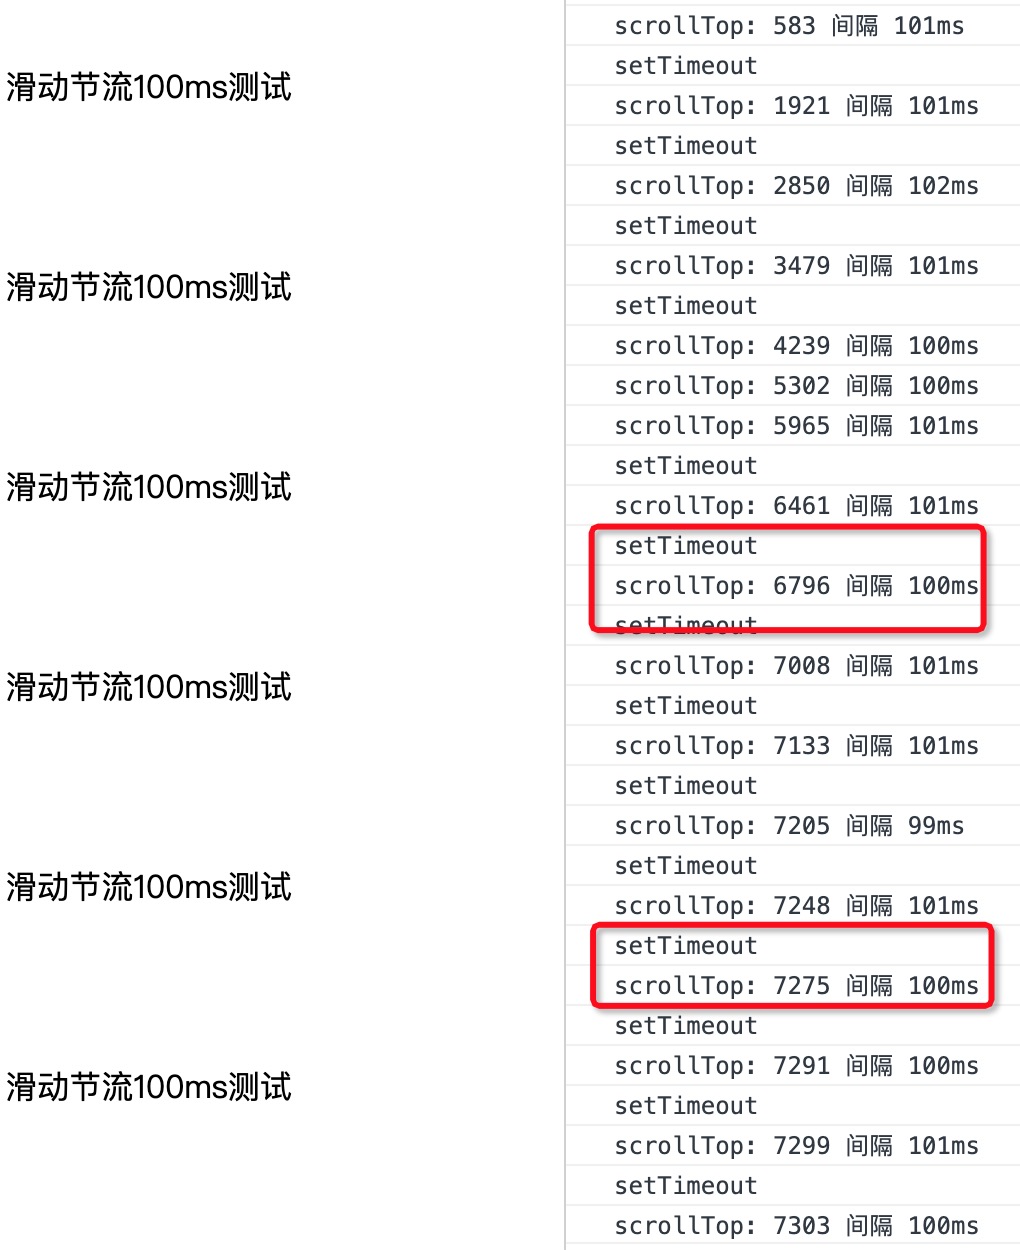 滑动节流100ms测试
滑动节流100ms测试
滑动节流100ms测试
滑动节流100ms测试
滑动节流100ms测试
滑动节流100ms测试
scrollTop: 583 间隔 101ms
setTimeout
scrollTop: 1921 间隔 101ms
setTimeout
scrollTop: 2850 间隔 102ms
setTimeout
scrollTop: 3479 间隔 101ms
setTimeout
scrollTop: 4239 间隔 100ms
scrollTop: 5302 间隔 100ms
scrollTop: 5965 间隔 101ms
setTimeout
scrollTop: 6461 间隔 101ms
setTimeout
scrollTop: 6796 间隔 100ms
setTimeout
scrollTop: 7008 间隔 101ms
setTimeout
scrollTop: 7133 间隔 101ms
setTimeout
scrollTop: 7205 间隔 99ms
setTimeout
scrollTop: 7248 间隔 101ms
setTimeout
scrollTop: 7275 间隔 100ms
setTimeout
scrollTop: 7291 间隔 100ms
setTimeout
scrollTop: 7299 间隔 101ms
setTimeout
scrollTop: 7303 间隔 100ms